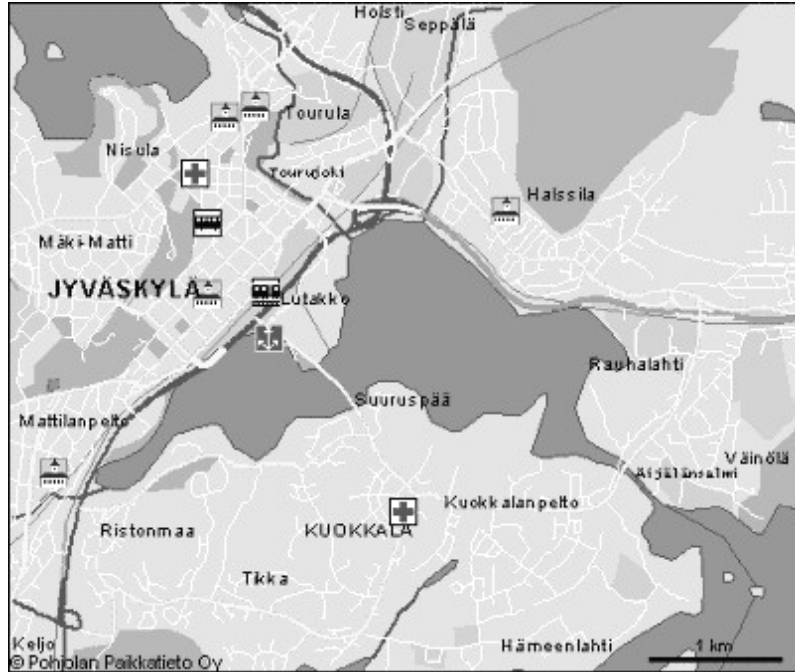 Holsti
Seppälä
Tourula
Nisula
Tourujoki
Halssila
Mäki-Matti
JYVÄSKYLÄ
Lutakko
Rauhalahti
Suuruspää
Mattilanpelto
Väinölä
Äijälänsalmi
Kuokkalanpelto
Ristonmaa
KUOKKALA
Tikka
Keljo
Hämeenlahti
1 km
© Pohjolan Paikkatieto Oy